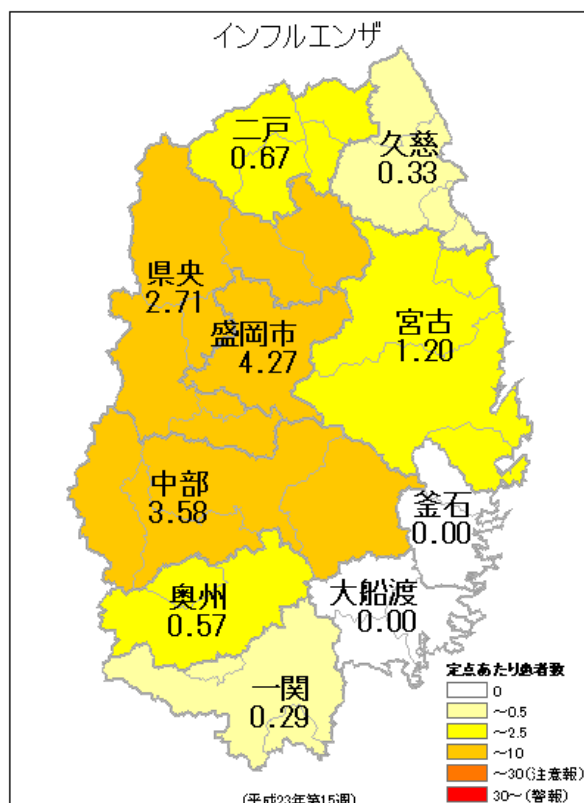 インフルエンザ
二戸
0.67
久慈
0.33
県央
2.71
盛岡市
4.27
宮古
1.20
中部
3.58
釜石
0.00
奥州
0.57
大船渡
0.00
一関
0.29
定点あたり患者数
0
～0.5
～2.5
～10
～30(注意報)
30～(警報)
(平成23年第15週)